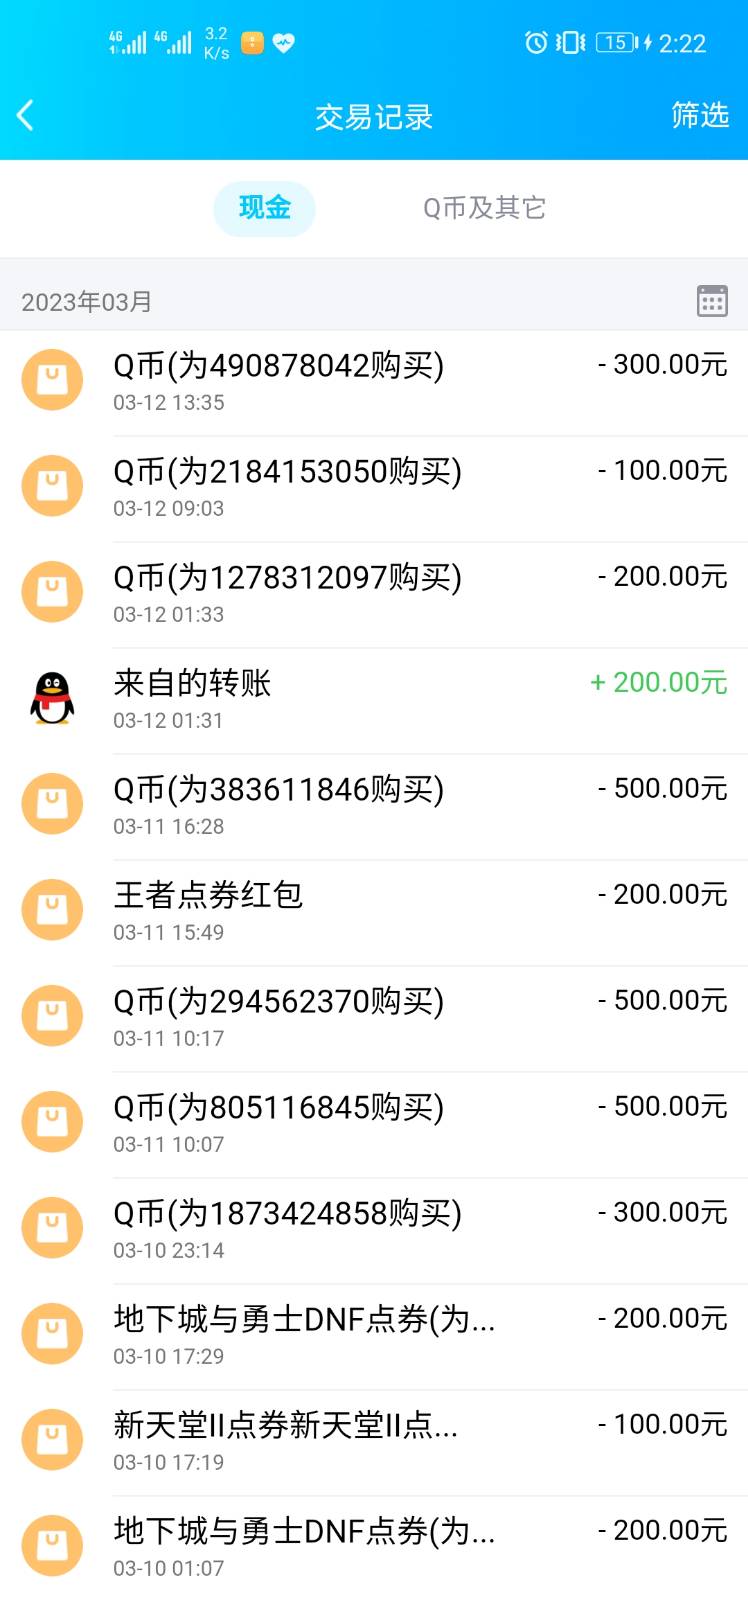 4G 4G 3.2 K/s 15 2:22
交易记录 筛选
现金 Q币及其它
2023年03月
Q币(为490878042购买) - 300.00元
03-12 13:35
Q币(为2184153050购买) - 100.00元
03-12 09:03
Q币(为1278312097购买) - 200.00元
03-12 01:33
来自的转账 + 200.00元
03-12 01:31
Q币(为383611846购买) - 500.00元
03-11 16:28
王者点券红包 - 200.00元
03-11 15:49
Q币(为294562370购买) - 500.00元
03-11 10:17
Q币(为805116845购买) - 500.00元
03-11 10:07
Q币(为1873424858购买) - 300.00元
03-10 23:14
地下城与勇士DNF点券(为... - 200.00元
03-10 17:29
新天堂II点券新天堂II点... - 100.00元
03-10 17:19
地下城与勇士DNF点券(为... - 200.00元
03-10 01:07